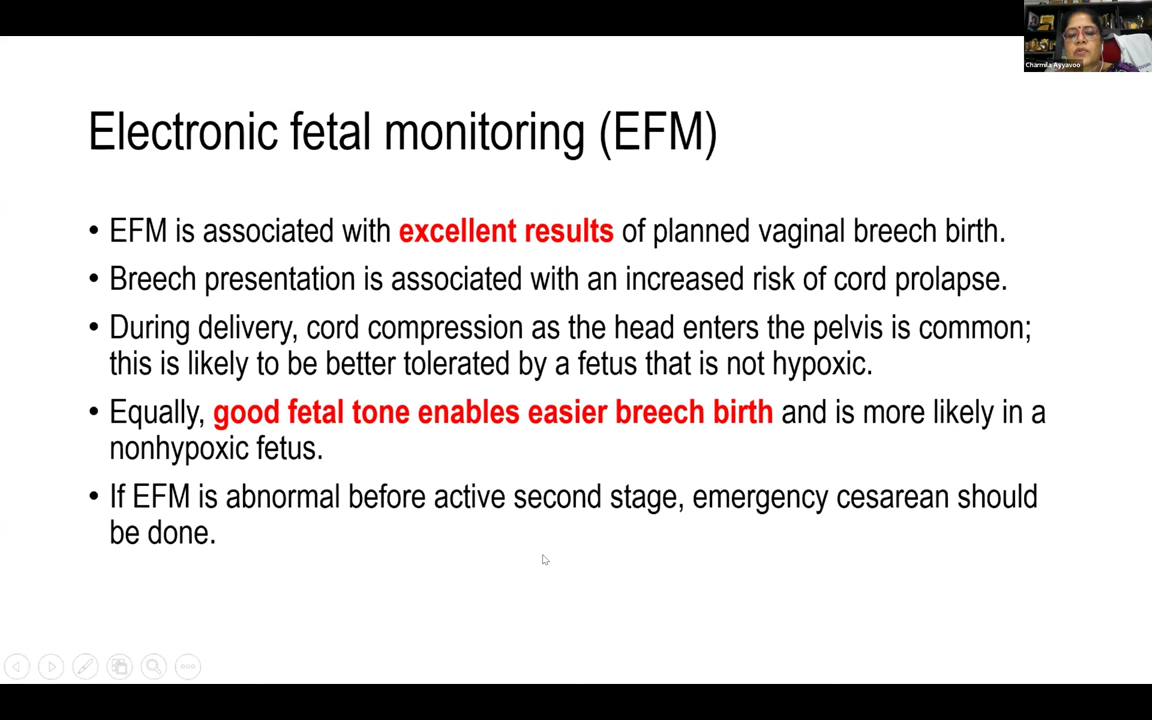 Charmila Ayyavoo
Electronic fetal monitoring (EFM)
• EFM is associated with excellent results of planned vaginal breech birth.
• Breech presentation is associated with an increased risk of cord prolapse.
• During delivery, cord compression as the head enters the pelvis is common;
this is likely to be better tolerated by a fetus that is not hypoxic.
• Equally, good fetal tone enables easier breech birth and is more likely in a
nonhypoxic fetus.
• If EFM is abnormal before active second stage, emergency cesarean should
be done.